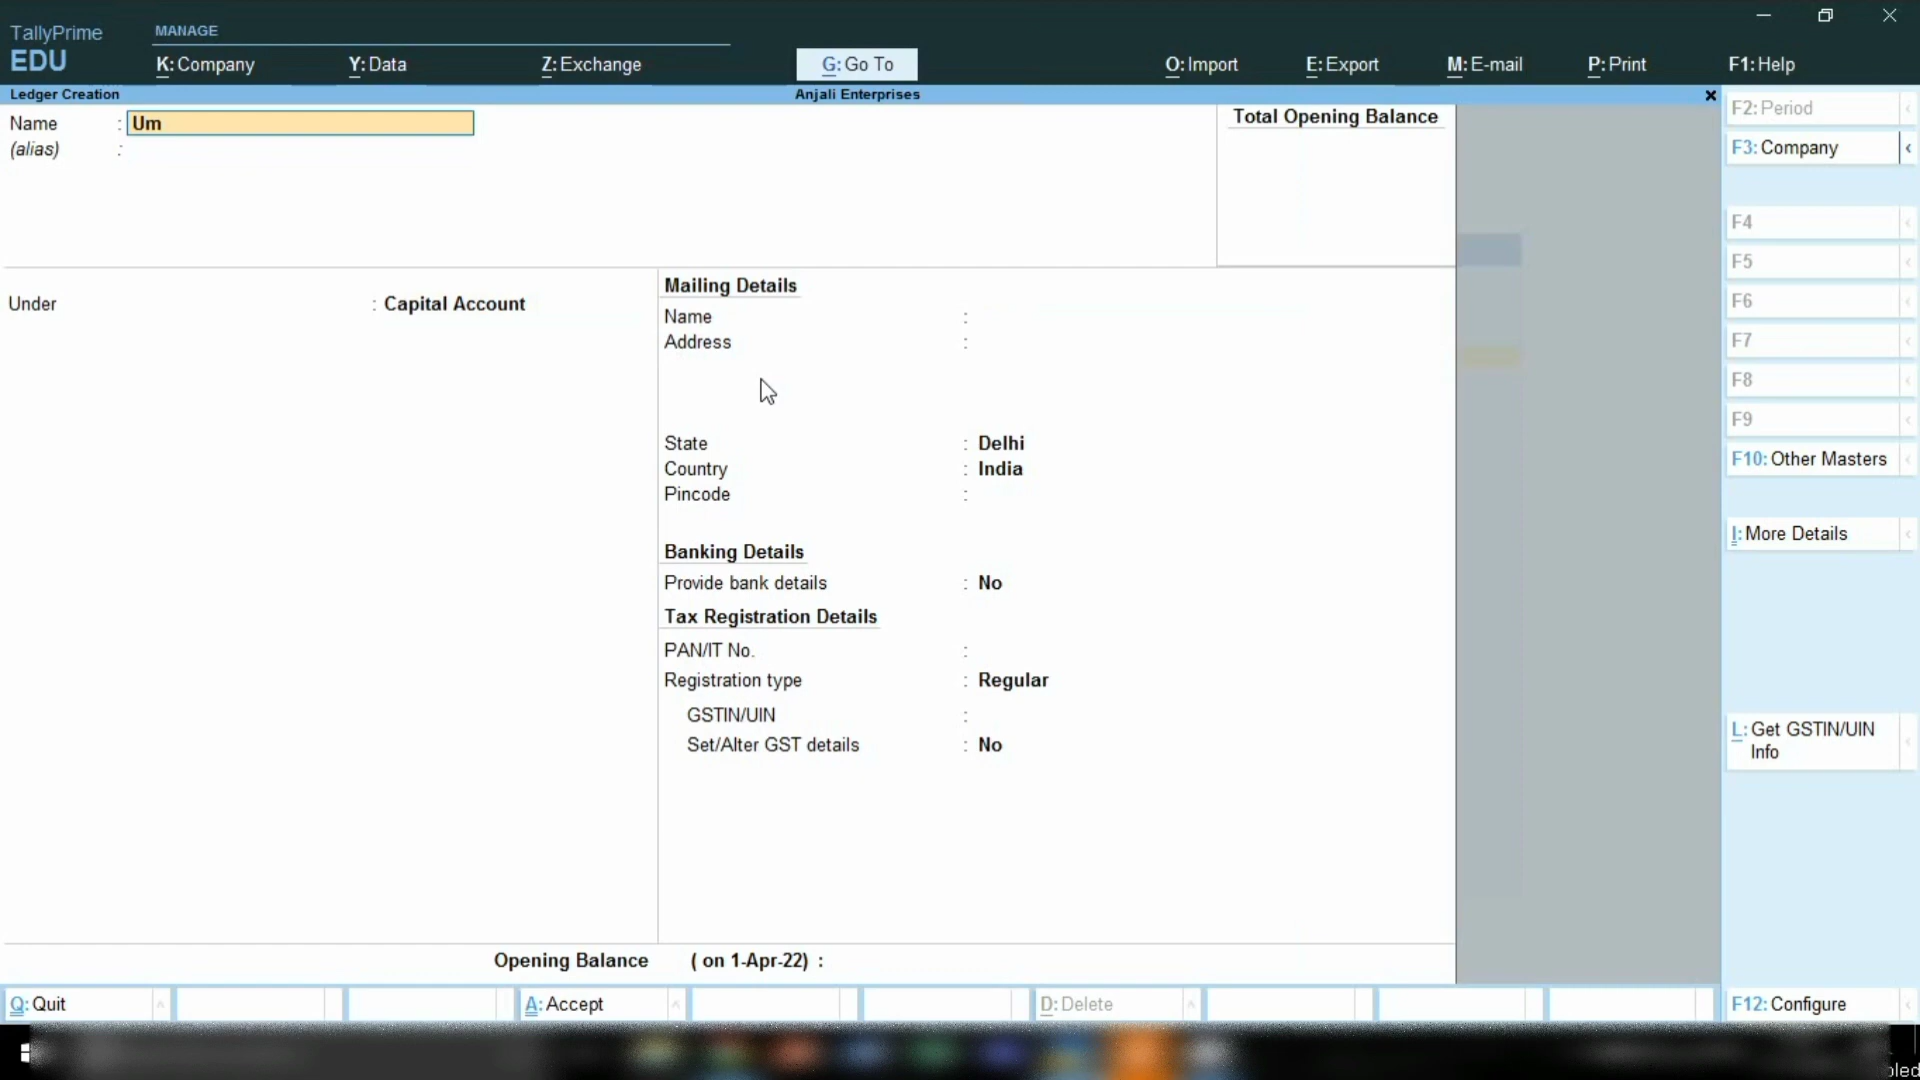 TallyPrime
EDU
MANAGE
K: Company
Y: Data
Z: Exchange
G: Go To
O: Import
E: Export
M: E-mail
P: Print
F1: Help
Ledger Creation
Anjali Enterprises
Name : Um
(alias) :
Total Opening Balance
Under : Capital Account
Mailing Details
Name :
Address :
State : Delhi
Country : India
Pincode :
Banking Details
Provide bank details : No
Tax Registration Details
PAN/IT No. :
Registration type : Regular
GSTIN/UIN :
Set/Alter GST details : No
Opening Balance ( on 1-Apr-22) :
F2: Period
F3: Company
F4
F5
F6
F7
F8
F9
F10: Other Masters
I: More Details
L: Get GSTIN/UIN
Info
F12: Configure
Q: Quit
A: Accept
D: Delete